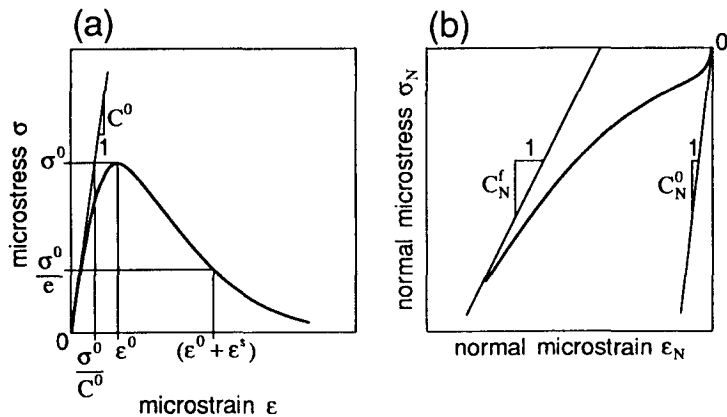 (a)
microstress σ
C⁰
1
σ⁰
σ⁰
e
0
σ⁰
C⁰
ε⁰
(ε⁰ + εˢ)
microstrain ε
(b)
0
normal microstress σ_N
1
C_N^f
1
C_N^0
normal microstrain ε_N